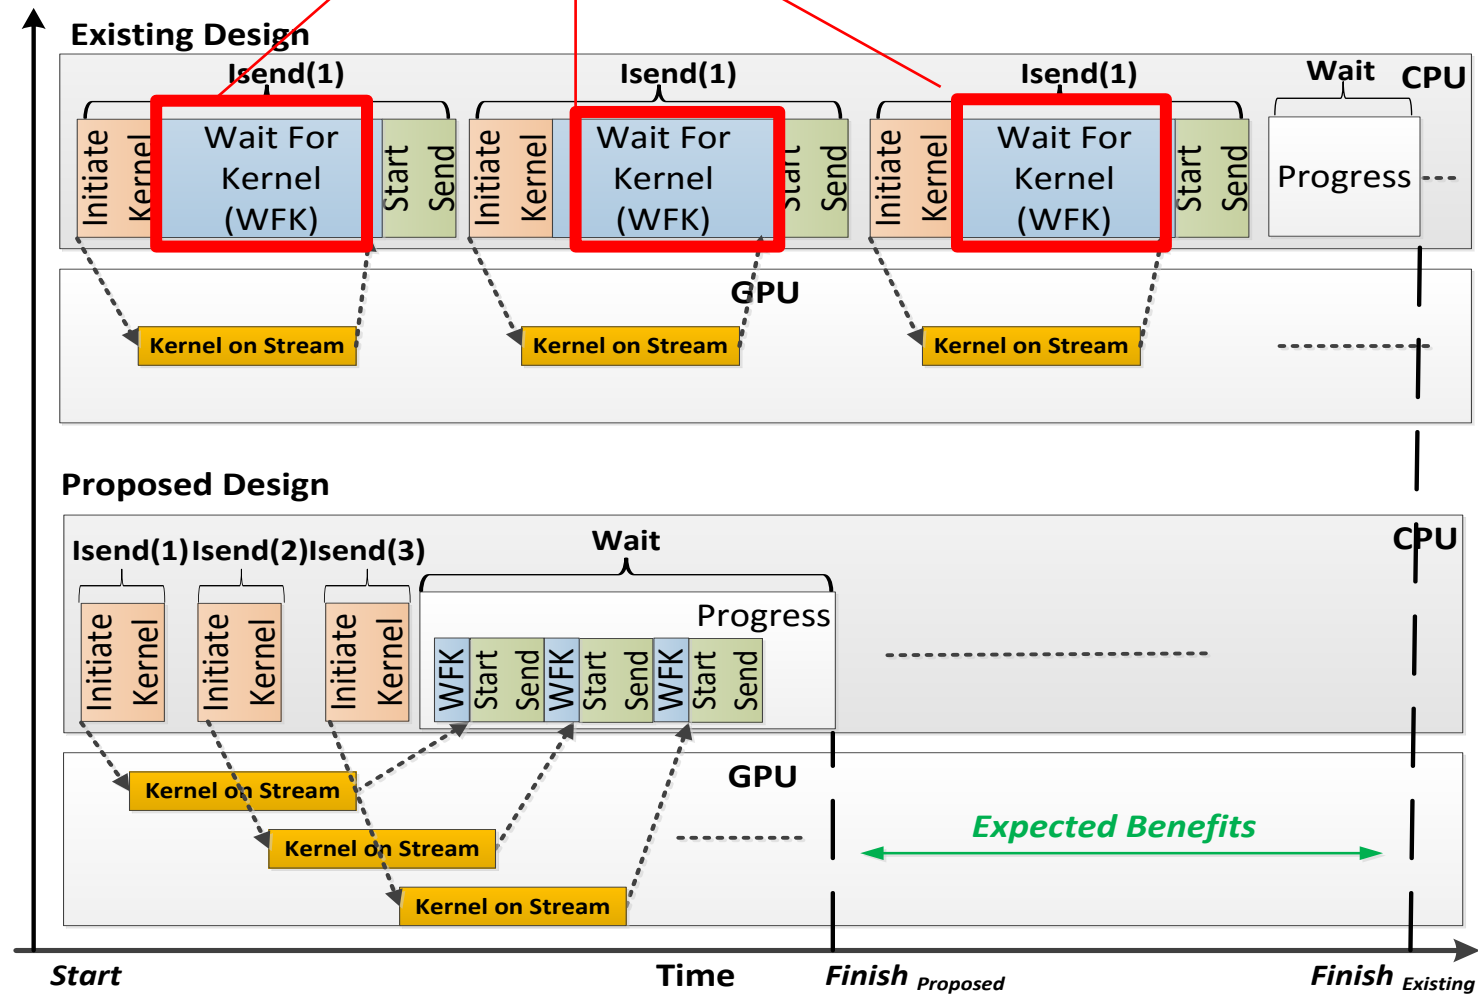 Existing Design
Isend(1)
Isend(1)
Isend(1)
Wait
CPU
Initiate
Kernel
Wait For
Kernel
(WFK)
Start
Send
Initiate
Kernel
Wait For
Kernel
(WFK)
Start
Send
Initiate
Kernel
Wait For
Kernel
(WFK)
Start
Send
Progress
GPU
Kernel on Stream
Kernel on Stream
Kernel on Stream
Proposed Design
CPU
Isend(1)
Isend(2)
Isend(3)
Wait
Initiate
Kernel
Initiate
Kernel
Initiate
Kernel
Progress
WFK
Start
Send
WFK
Start
Send
WFK
Start
Send
GPU
Kernel on Stream
Kernel on Stream
Kernel on Stream
Expected Benefits
Start
Time
Finish Proposed
Finish Existing